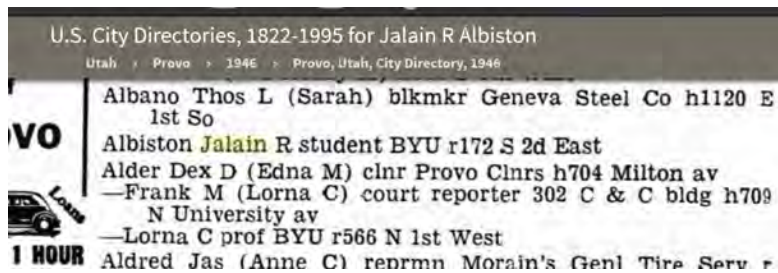 U.S. City Directories, 1822-1995 for Jalain R Albiston
Utah > Provo > 1946 > Provo, Utah, City Directory, 1946
Albano Thos L (Sarah) blkmkr Geneva Steel Co h1120 E
1st So
Albiston Jalain R student BYU r172 S 2d East
Alder Dex D (Edna M) clnr Provo Clnrs h704 Milton av
—Frank M (Lorna C) court reporter 302 C & C bldg h709
N University av
—Lorna C prof BYU r566 N 1st West
Aldred Jas (Anne C) reprmn Morain's Genl Tire Serv r
VO
Loans
1 HOUR